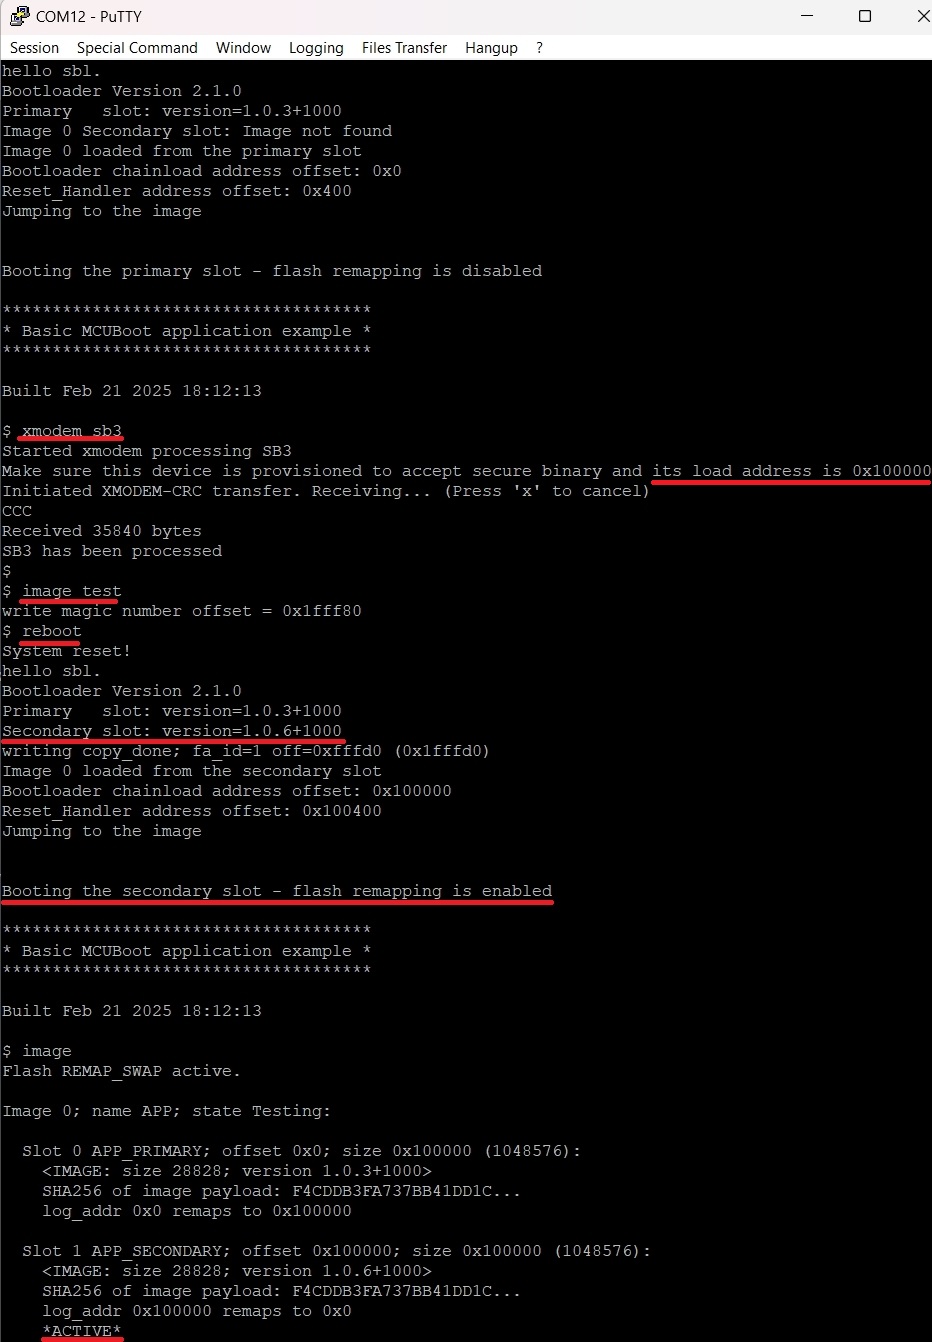 COM12 - PuTTY
Session Special Command Window Logging Files Transfer Hangup ?
hello sbl.
Bootloader Version 2.1.0
Primary   slot: version=1.0.3+1000
Image 0 Secondary slot: Image not found
Image 0 loaded from the primary slot
Bootloader chainload address offset: 0x0
Reset_Handler address offset: 0x400
Jumping to the image
Booting the primary slot - flash remapping is disabled
*************************************
* Basic MCUBoot application example *
*************************************
Built Feb 21 2025 18:12:13
$ xmodem sb3
Started xmodem processing SB3
Make sure this device is provisioned to accept secure binary and its load address is 0x100000
Initiated XMODEM-CRC transfer. Receiving... (Press 'x' to cancel)
CCC
Received 35840 bytes
SB3 has been processed
$
$ image test
write magic number offset = 0x1fff80
$ reboot
System reset!
hello sbl.
Bootloader Version 2.1.0
Primary   slot: version=1.0.3+1000
Secondary slot: version=1.0.6+1000
writing copy_done; fa_id=1 off=0xfffd0 (0x1fffd0)
Image 0 loaded from the secondary slot
Bootloader chainload address offset: 0x100000
Reset_Handler address offset: 0x100400
Jumping to the image
Booting the secondary slot - flash remapping is enabled
*************************************
* Basic MCUBoot application example *
*************************************
Built Feb 21 2025 18:12:13
$ image
Flash REMAP_SWAP active.
Image 0; name APP; state Testing:
  Slot 0 APP_PRIMARY; offset 0x0; size 0x100000 (1048576):
    <IMAGE: size 28828; version 1.0.3+1000>
    SHA256 of image payload: F4CDDB3FA737BB41DD1C...
    log_addr 0x0 remaps to 0x100000
  Slot 1 APP_SECONDARY; offset 0x100000; size 0x100000 (1048576):
    <IMAGE: size 28828; version 1.0.6+1000>
    SHA256 of image payload: F4CDDB3FA737BB41DD1C...
    log_addr 0x100000 remaps to 0x0
    *ACTIVE*